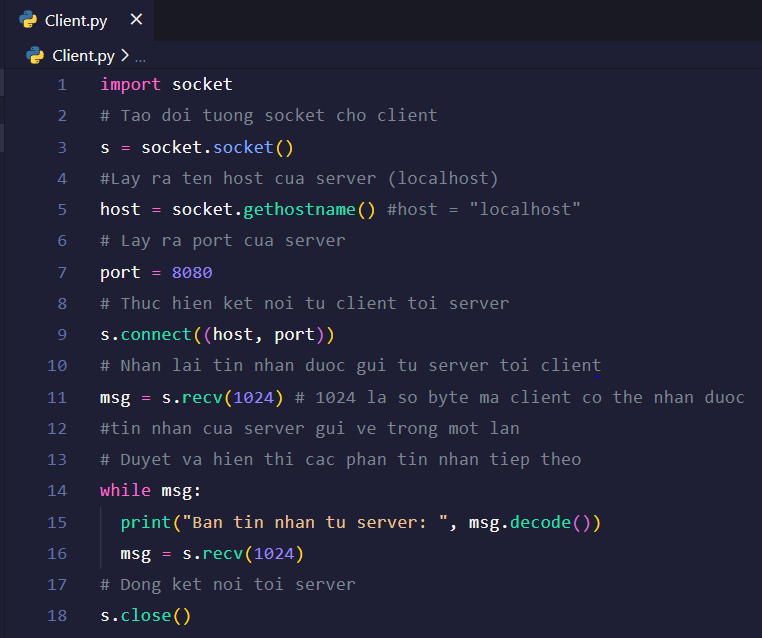 Client.py ✕
Client.py > ...
1 import socket
2 # Tao doi tuong socket cho client
3 s = socket.socket()
4 #Lay ra ten host cua server (localhost)
5 host = socket.gethostname() #host = "localhost"
6 # Lay ra port cua server
7 port = 8080
8 # Thuc hien ket noi tu client toi server
9 s.connect((host, port))
10 # Nhan lai tin nhan duoc gui tu server toi client
11 msg = s.recv(1024) # 1024 la so byte ma client co the nhan duoc
12 #tin nhan cua server gui ve trong mot lan
13 # Duyet va hien thi cac phan tin nhan tiep theo
14 while msg:
15   print("Ban tin nhan tu server: ", msg.decode())
16   msg = s.recv(1024)
17 # Dong ket noi toi server
18 s.close()